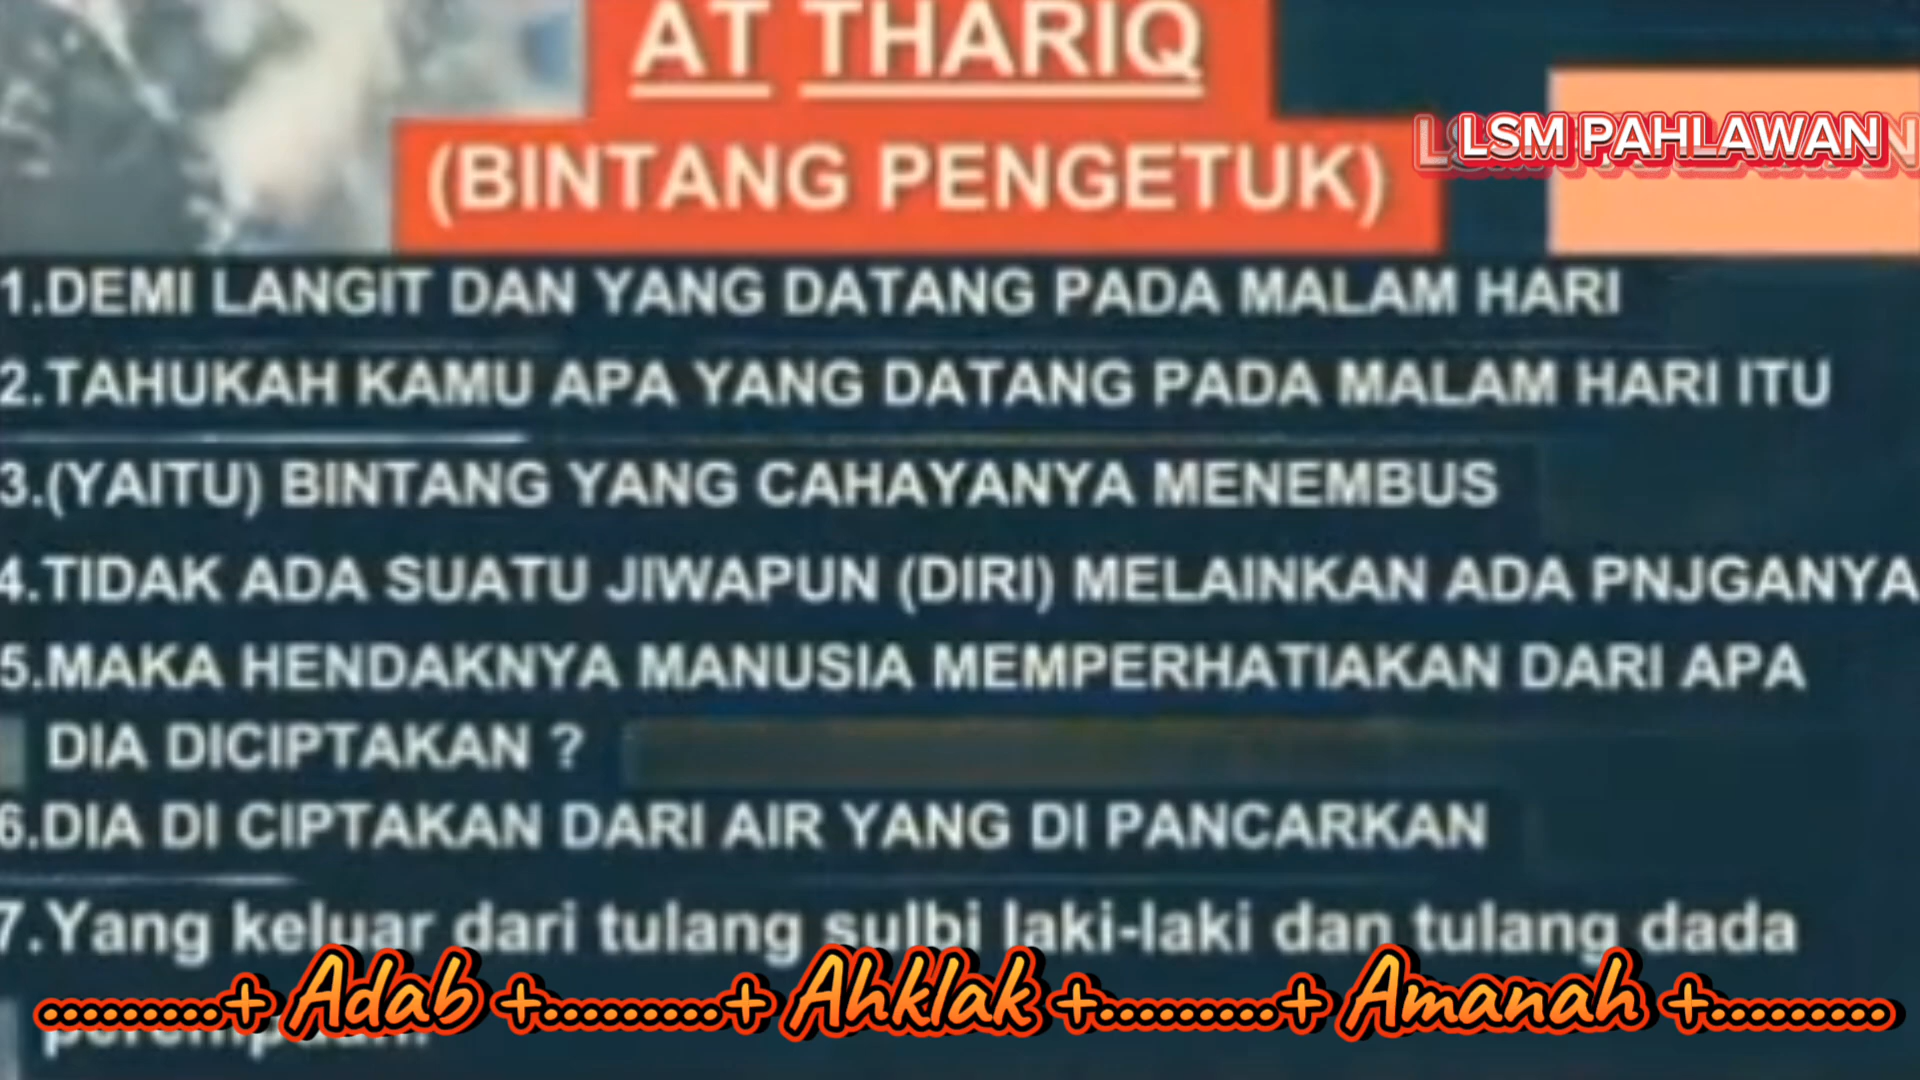 AT THARIQ
(BINTANG PENGETUK)
LSM PAHLAWAN
1.DEMI LANGIT DAN YANG DATANG PADA MALAM HARI
2.TAHUKAH KAMU APA YANG DATANG PADA MALAM HARI ITU
3.(YAITU) BINTANG YANG CAHAYANYA MENEMBUS
4.TIDAK ADA SUATU JIWAPUN (DIRI) MELAINKAN ADA PNJGANYA
5.MAKA HENDAKNYA MANUSIA MEMPERHATIAKAN DARI APA
DIA DICIPTAKAN ?
6.DIA DI CIPTAKAN DARI AIR YANG DI PANCARKAN
7.Yang keluar dari tulang sulbi laki-laki dan tulang dada
.........+ Adab +.........+ Ahklak +.........+ Amanah +.........